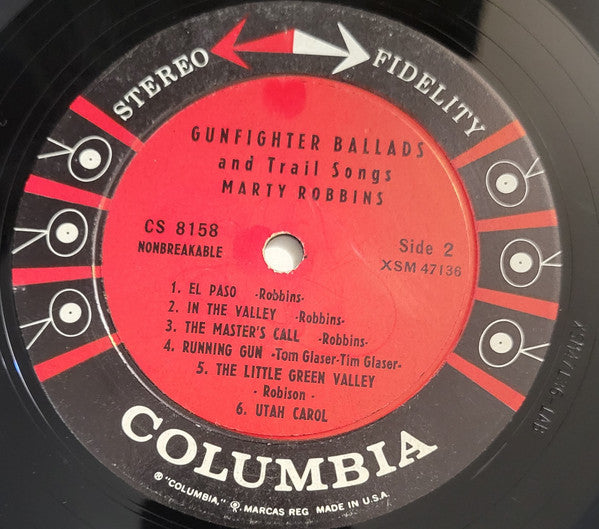 STEREO FIDELITY
GUNFIGHTER BALLADS
and Trail Songs
MARTY ROBBINS
CS 8158
NONBREAKABLE
Side 2
XSM 47136
1. EL PASO -Robbins-
2. IN THE VALLEY -Robbins-
3. THE MASTER'S CALL -Robbins-
4. RUNNING GUN -Tom Glaser-Tim Glaser-
5. THE LITTLE GREEN VALLEY
- Robison -
6. UTAH CAROL
COLUMBIA
® "COLUMBIA," Ⓟ. MARCAS REG MADE IN U.S.A.